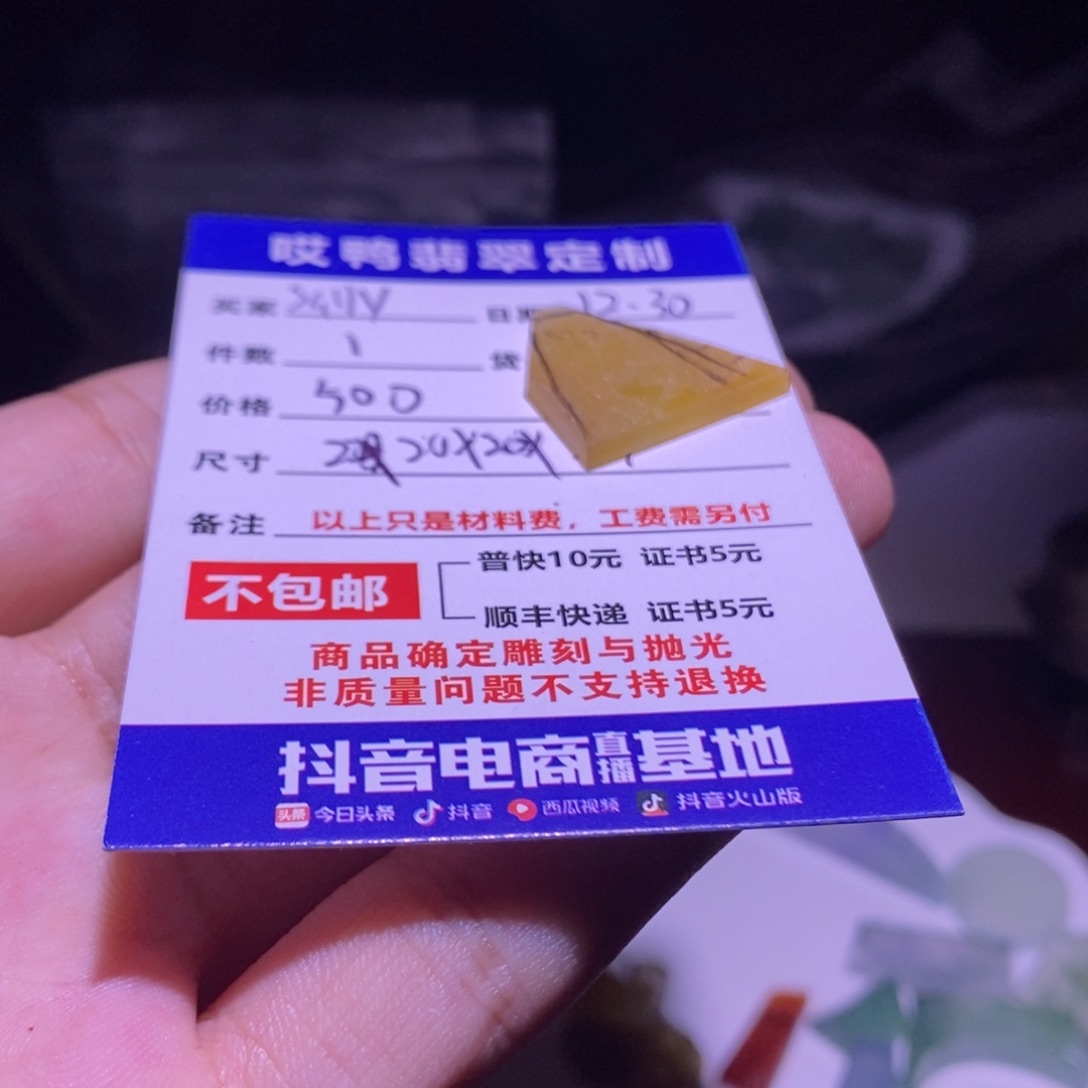 哎鸭翡翠定制
买家 Sally 日期 12.30
件数 1 货
价格 500
尺寸 20X20X
备注 以上只是材料费，工费需另付
不包邮
普快10元 证书5元
顺丰快递 证书5元
商品确定雕刻与抛光
非质量问题不支持退换
抖音电商直播基地
头条 今日头条 抖音 西瓜视频 抖音火山版